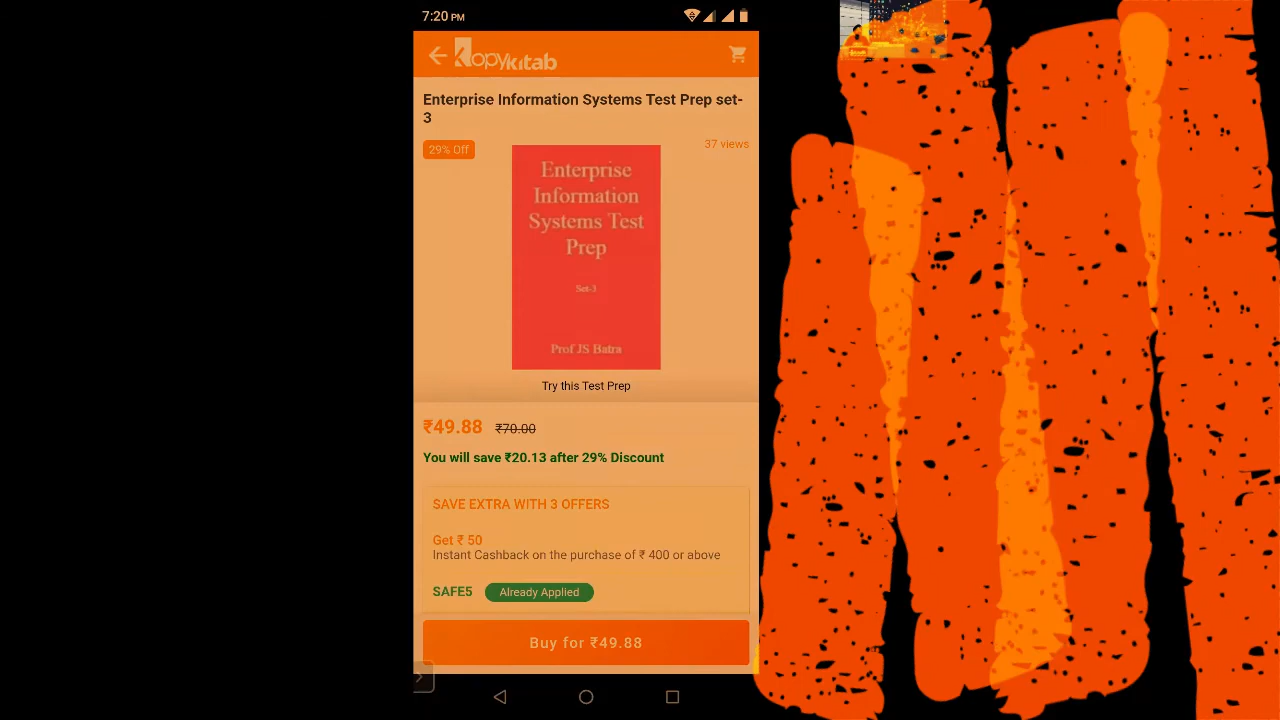 7:20 PM
kopykitab
Enterprise Information Systems Test Prep set-
3
29% Off
37 views
Enterprise
Information
Systems Test
Prep
Set-3
Prof JS Batra
Try this Test Prep
₹49.88 ₹70.00
You will save ₹20.13 after 29% Discount
SAVE EXTRA WITH 3 OFFERS
Get ₹ 50
Instant Cashback on the purchase of ₹ 400 or above
SAFE5 Already Applied
Buy for ₹49.88